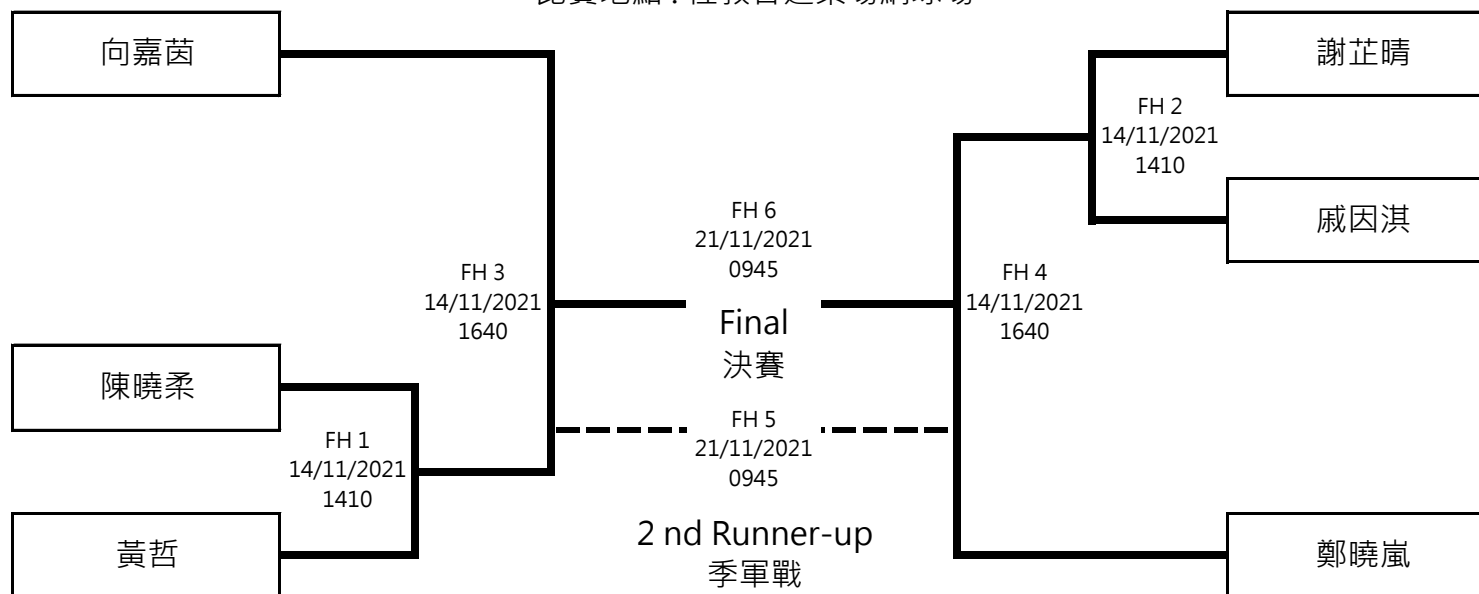 向嘉茵
謝芷晴
FH 2
14/11/2021
1410
戚因淇
FH 6
21/11/2021
0945
FH 3
14/11/2021
1640
FH 4
14/11/2021
1640
Final
決賽
陳曉柔
FH 5
21/11/2021
0945
FH 1
14/11/2021
1410
2 nd Runner-up
季軍戰
黃哲
鄭曉嵐